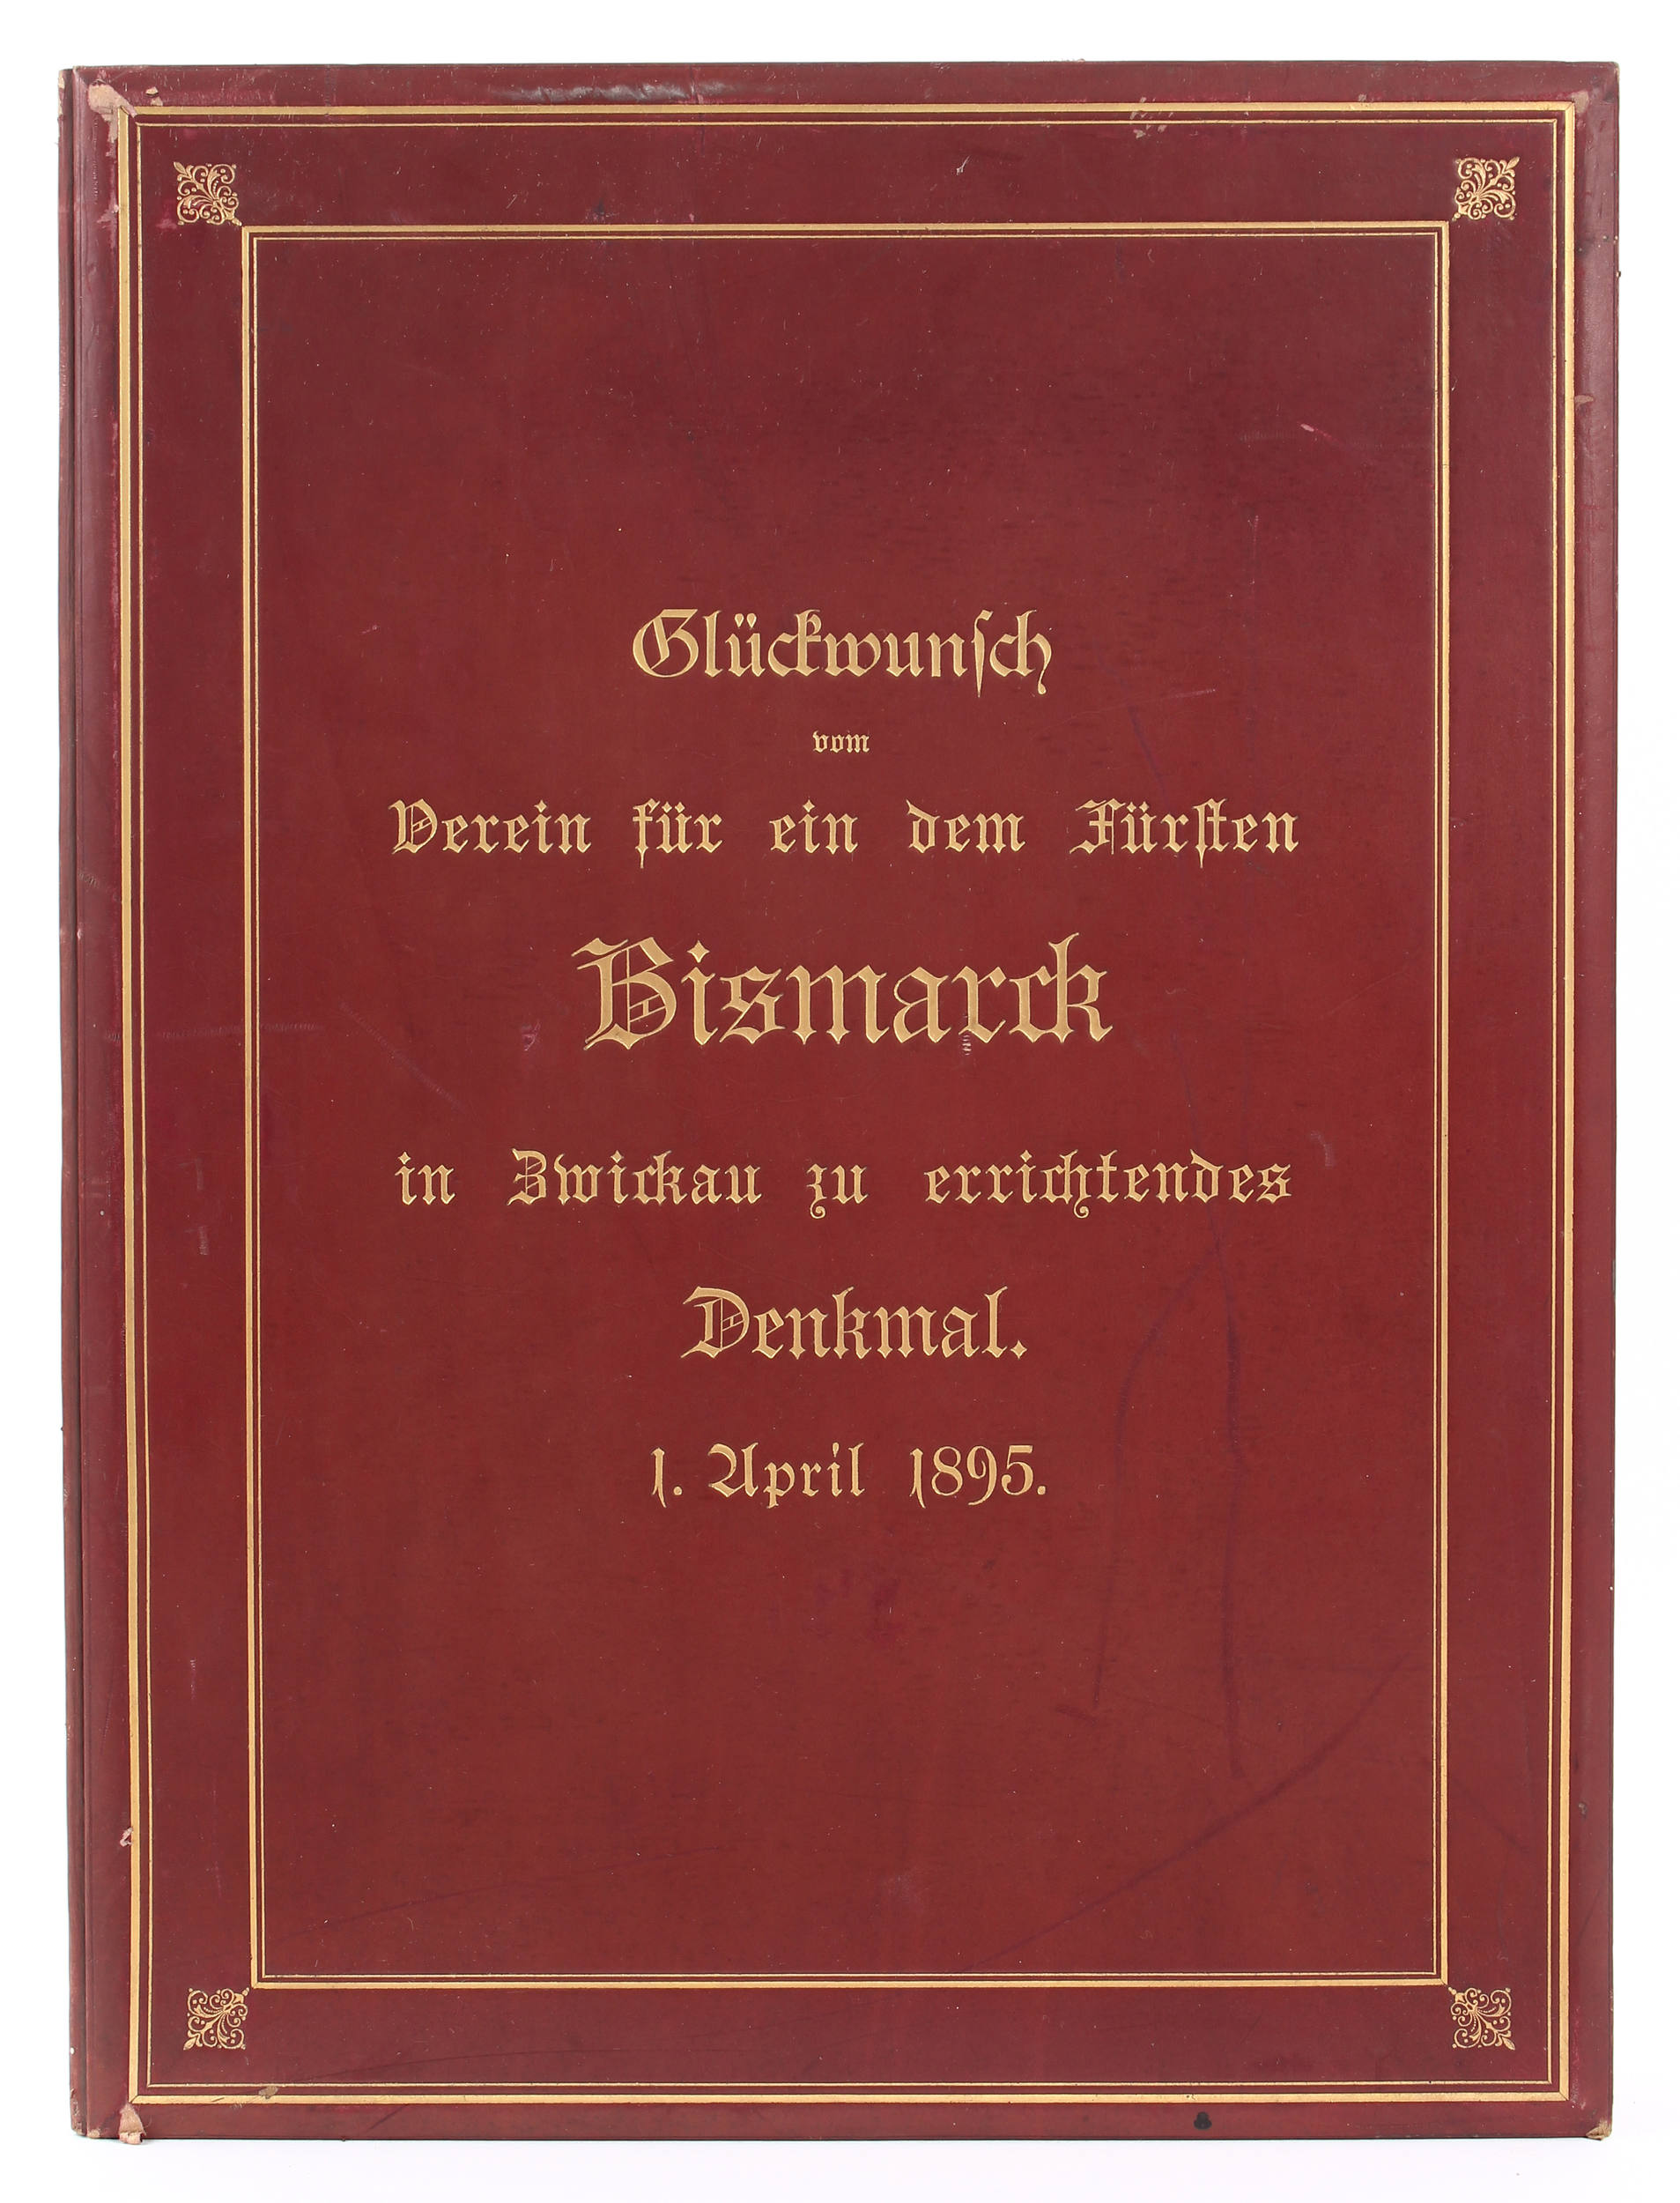 Glückwunſch
vom
Verein für ein dem Fürſten
Bismarck
in Zwickau zu errichtendes
Denkmal.
1. April 1895.